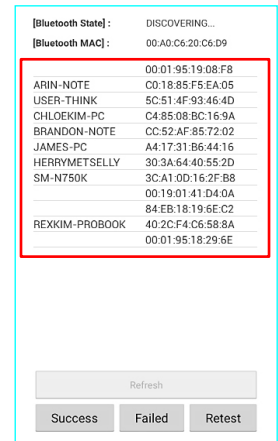 [Bluetooth State] : DISCOVERING...
[Bluetooth MAC] : 00:A0:C6:20:C6:D9
00:01:95:19:08:F8
ARIN-NOTE C0:18:85:F5:EA:05
USER-THINK 5C:51:4F:93:46:4D
CHLOEKIM-PC C4:85:08:BC:16:9A
BRANDON-NOTE CC:52:AF:85:72:02
JAMES-PC A4:17:31:B6:44:16
HERRYMETSELLY 30:3A:64:40:55:2D
SM-N750K 3C:A1:0D:16:2F:B8
00:19:01:41:D4:0A
84:EB:18:19:6E:C2
REXKIM-PROBOOK 40:2C:F4:C6:58:8A
00:01:95:18:29:6E
Refresh
Success Failed Retest